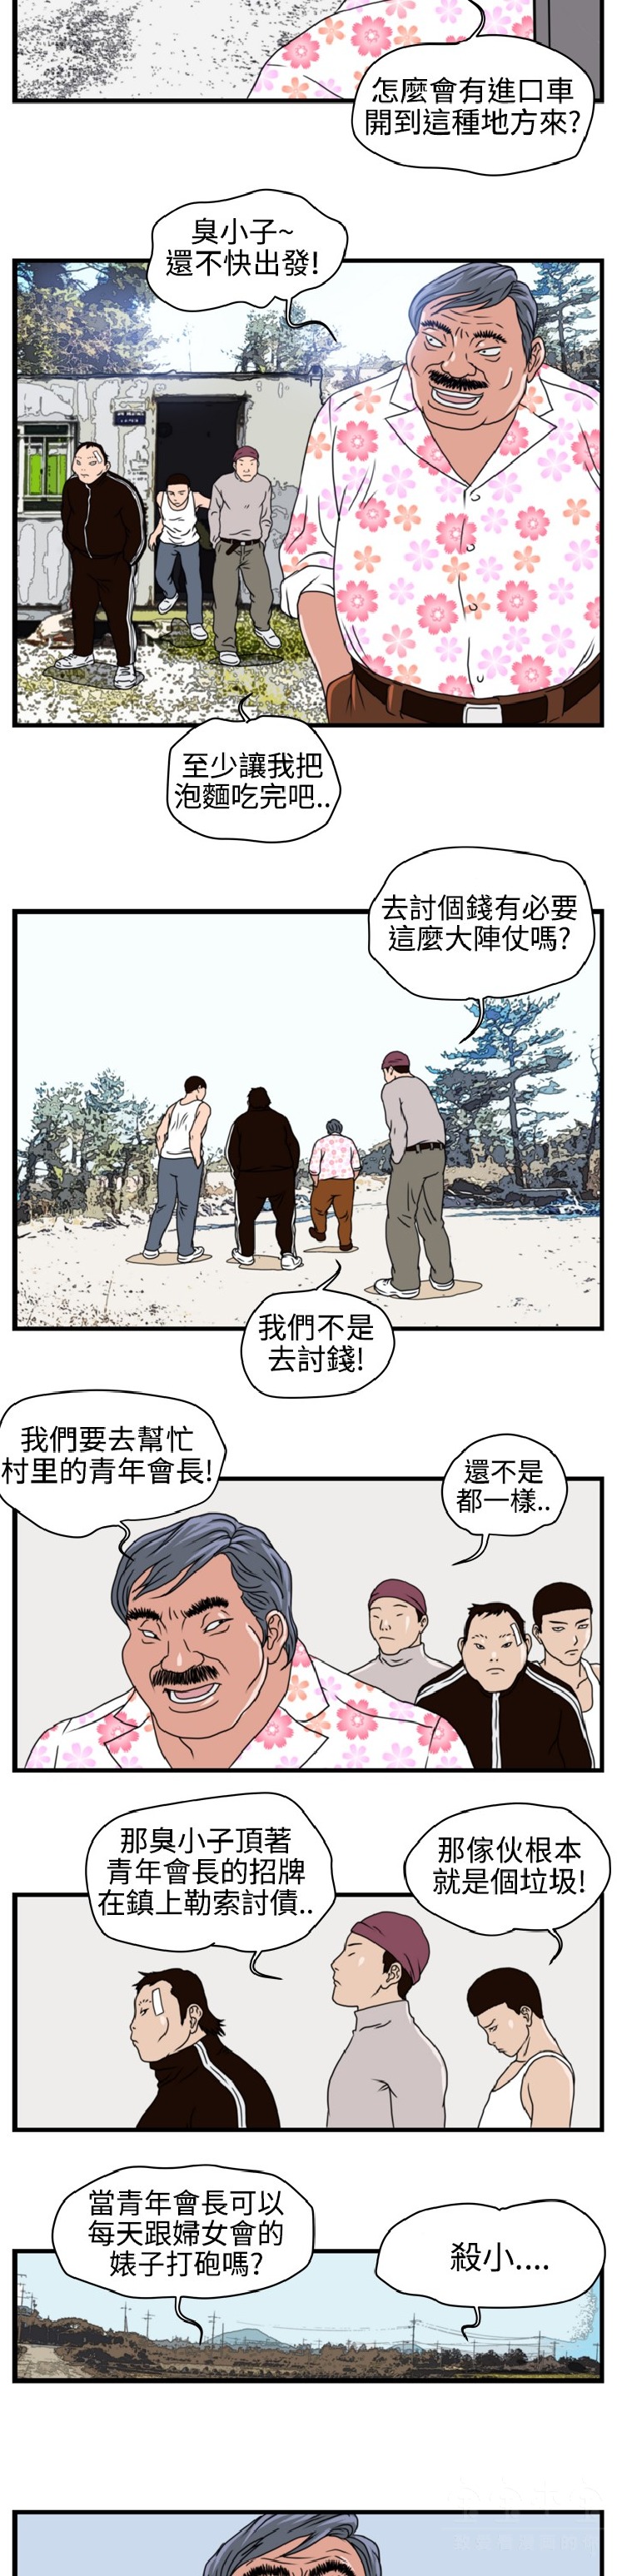 怎麼會有進口車
開到這種地方來?
臭小子~
還不快出發!
至少讓我把
泡麵吃完吧..
去討個錢有必要
這麼大陣仗嗎?
我們不是
去討錢!
我們要去幫忙
村里的青年會長!
還不是
都一樣..
那臭小子頂著
青年會長的招牌
在鎮上勒索討債..
那傢伙根本
就是個垃圾!
當青年會長可以
每天跟婦女會的
婊子打砲嗎?
殺小....